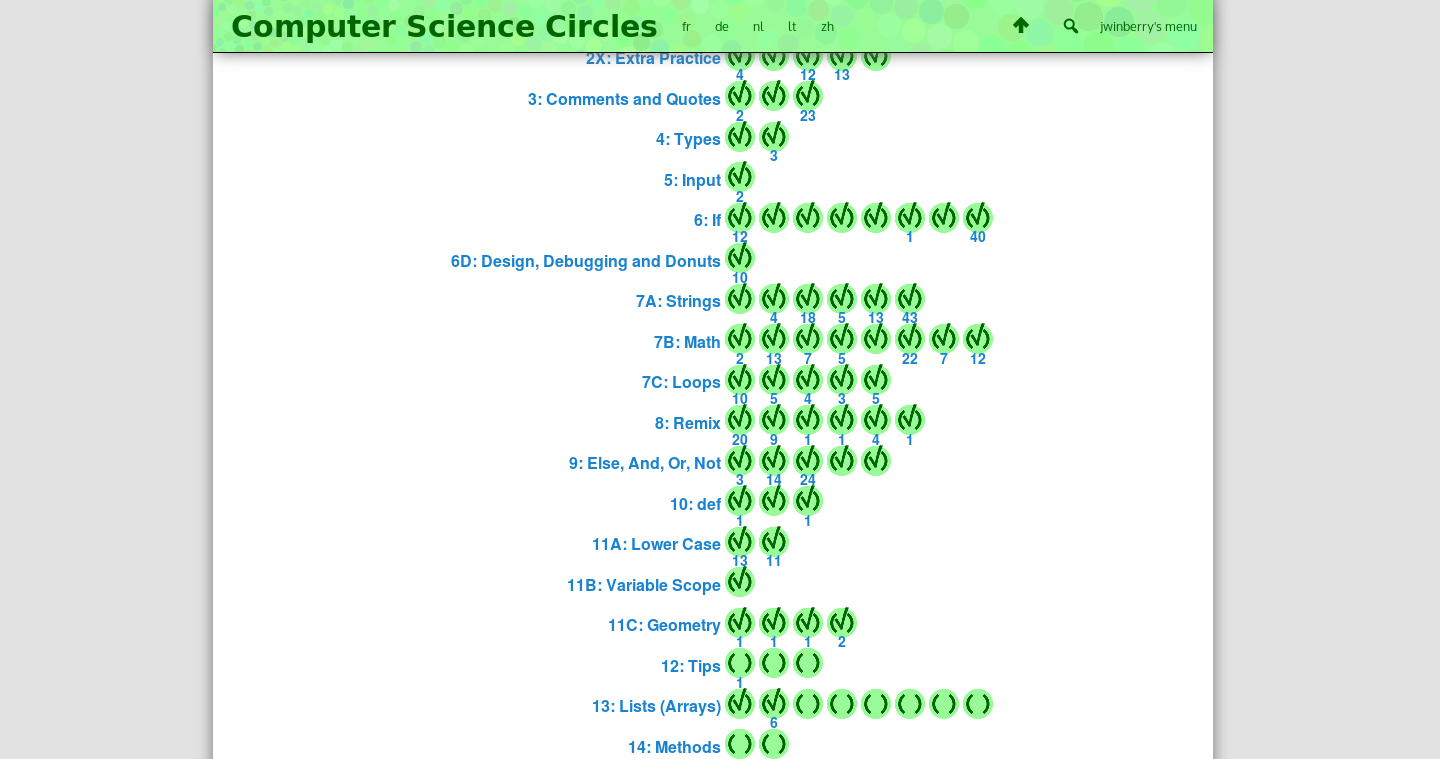 Computer Science Circles fr de nl lt zh jwinberry's menu
2X: Extra Practice
4 12 13
3: Comments and Quotes
2 23
4: Types
3
5: Input
2
6: If
12 1 40
6D: Design, Debugging and Donuts
10
7A: Strings
4 18 5 13 43
7B: Math
2 13 7 5 22 7 12
7C: Loops
10 5 4 3 5
8: Remix
20 9 1 1 4 1
9: Else, And, Or, Not
3 14 24
10: def
1 1
11A: Lower Case
13 11
11B: Variable Scope
11C: Geometry
1 1 1 2
12: Tips
1
13: Lists (Arrays)
6
14: Methods